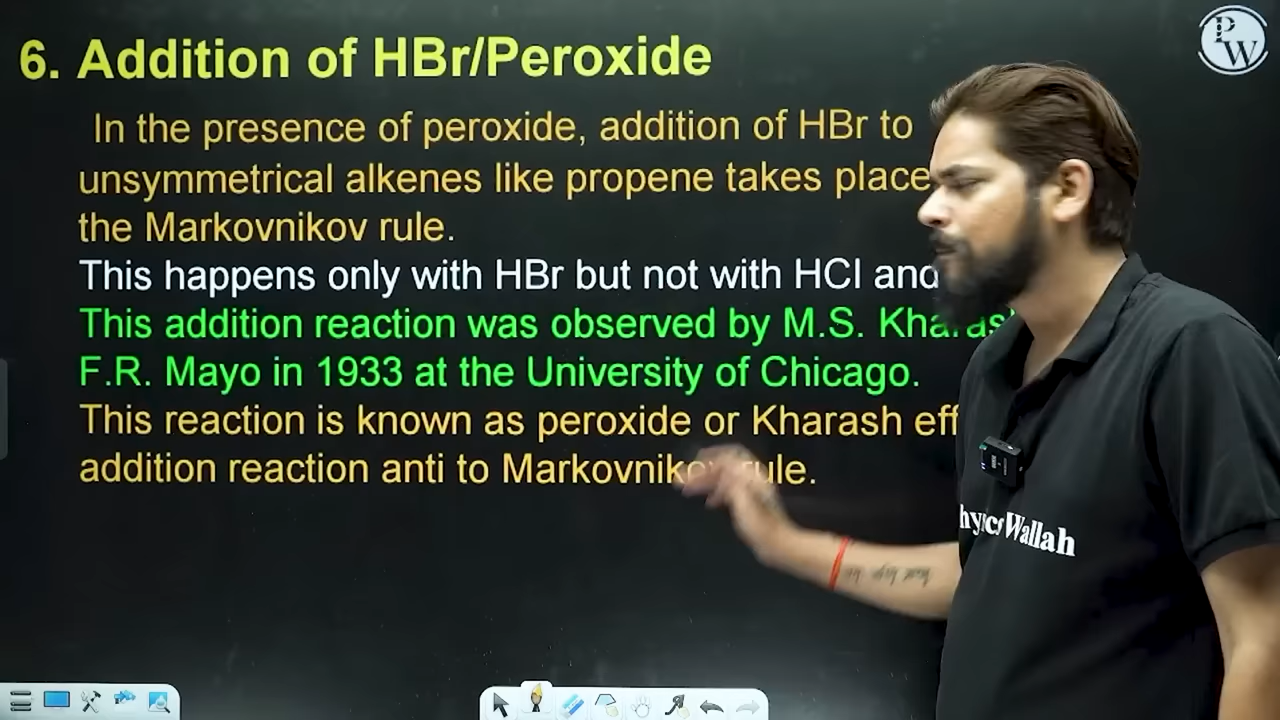 6. Addition of HBr/Peroxide
In the presence of peroxide, addition of HBr to
unsymmetrical alkenes like propene takes place
the Markovnikov rule.
This happens only with HBr but not with HCl and
This addition reaction was observed by M.S. Kharas
F.R. Mayo in 1933 at the University of Chicago.
This reaction is known as peroxide or Kharash eff
addition reaction anti to Markovnikov rule.
PW
hysics Wallah